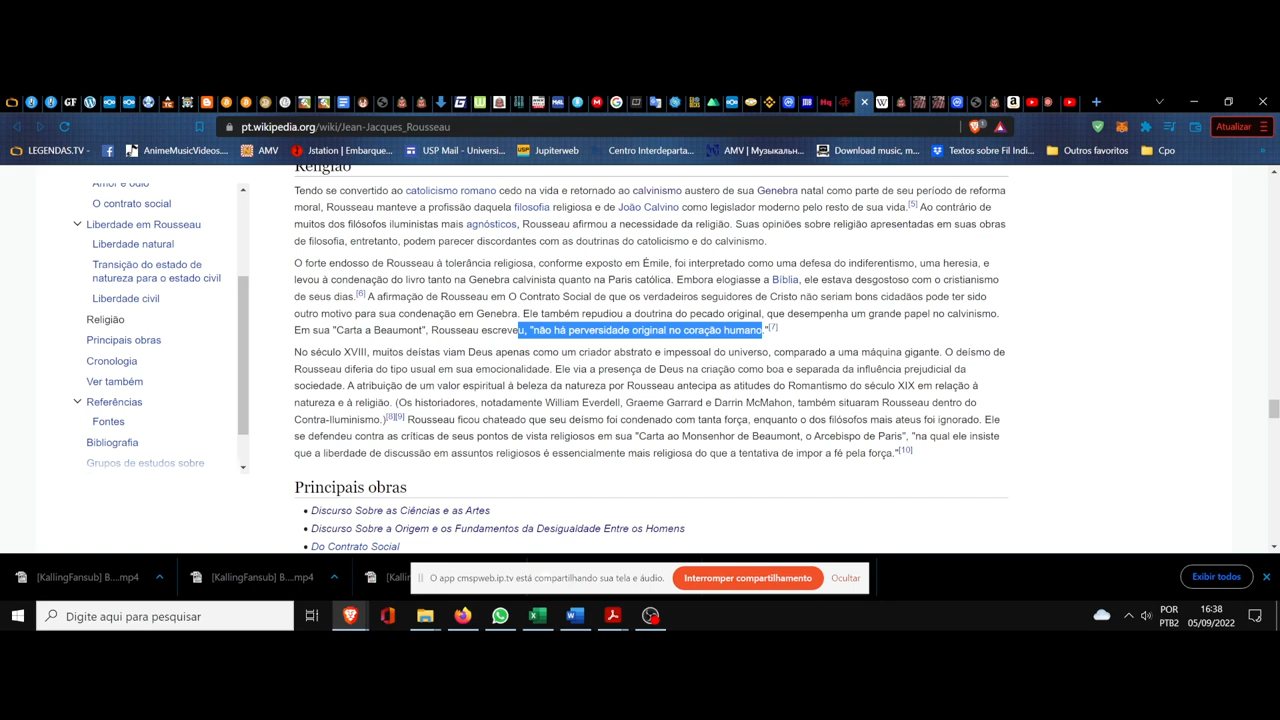 pt.wikipedia.org/wiki/Jean-Jacques_Rousseau
1
Atualizar
LEGENDAS.TV -
AnimeMusicVideos...
AMV
Jstation | Embarque...
USP Mail - Universi...
Jupiterweb
Centro Interdeparta...
AMV | Музыкальн...
Download music, m...
Textos sobre Fil Indi...
Outros favoritos
Cpo
Amor e ódio
O contrato social
Liberdade em Rousseau
Liberdade natural
Transição do estado de
natureza para o estado civil
Liberdade civil
Religião
Principais obras
Cronologia
Ver também
Referências
Fontes
Bibliografia
Grupos de estudos sobre
Religião
Tendo se convertido ao catolicismo romano cedo na vida e retornado ao calvinismo austero de sua Genebra natal como parte de seu período de reforma
moral, Rousseau manteve a profissão daquela filosofia religiosa e de João Calvino como legislador moderno pelo resto de sua vida.[5] Ao contrário de
muitos dos filósofos iluministas mais agnósticos, Rousseau afirmou a necessidade da religião. Suas opiniões sobre religião apresentadas em suas obras
de filosofia, entretanto, podem parecer discordantes com as doutrinas do catolicismo e do calvinismo.
O forte endosso de Rousseau à tolerância religiosa, conforme exposto em Émile, foi interpretado como uma defesa do indiferentismo, uma heresia, e
levou à condenação do livro tanto na Genebra calvinista quanto na Paris católica. Embora elogiasse a Bíblia, ele estava desgostoso com o cristianismo
de seus dias.[6] A afirmação de Rousseau em O Contrato Social de que os verdadeiros seguidores de Cristo não seriam bons cidadãos pode ter sido
outro motivo para sua condenação em Genebra. Ele também repudiou a doutrina do pecado original, que desempenha um grande papel no calvinismo.
Em sua "Carta a Beaumont", Rousseau escreveu, "não há perversidade original no coração humano."[7]
No século XVIII, muitos deístas viam Deus apenas como um criador abstrato e impessoal do universo, comparado a uma máquina gigante. O deísmo de
Rousseau diferia do tipo usual em sua emocionalidade. Ele via a presença de Deus na criação como boa e separada da influência prejudicial da
sociedade. A atribuição de um valor espiritual à beleza da natureza por Rousseau antecipa as atitudes do Romantismo do século XIX em relação à
natureza e à religião. (Os historiadores, notadamente William Everdell, Graeme Garrard e Darrin McMahon, também situaram Rousseau dentro do
Contra-Iluminismo.)[8][9] Rousseau ficou chateado que seu deísmo foi condenado com tanta força, enquanto o dos filósofos mais ateus foi ignorado. Ele
se defendeu contra as críticas de seus pontos de vista religiosos em sua "Carta ao Monsenhor de Beaumont, o Arcebispo de Paris", "na qual ele insiste
que a liberdade de discussão em assuntos religiosos é essencialmente mais religiosa do que a tentativa de impor a fé pela força."[10]
Principais obras
Discurso Sobre as Ciências e as Artes
Discurso Sobre a Origem e os Fundamentos da Desigualdade Entre os Homens
Do Contrato Social
[KallingFansub] B....mp4
[KallingFansub] B....mp4
[Kalli
O app cmspweb.ip.tv está compartilhando sua tela e áudio.
Interromper compartilhamento
Ocultar
Exibir todos
Digite aqui para pesquisar
POR
PTB2
16:38
05/09/2022